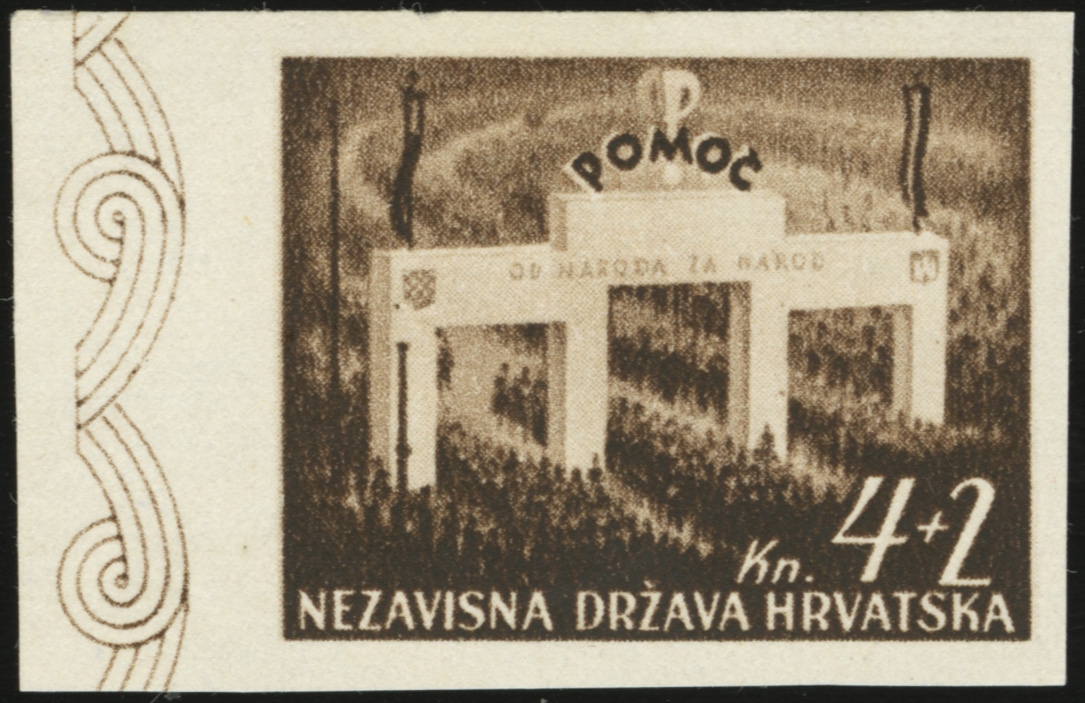 P
POMOĆ
OD NARODA ZA NAROD
Kn. 4+2
NEZAVISNA DRŽAVA HRVATSKA